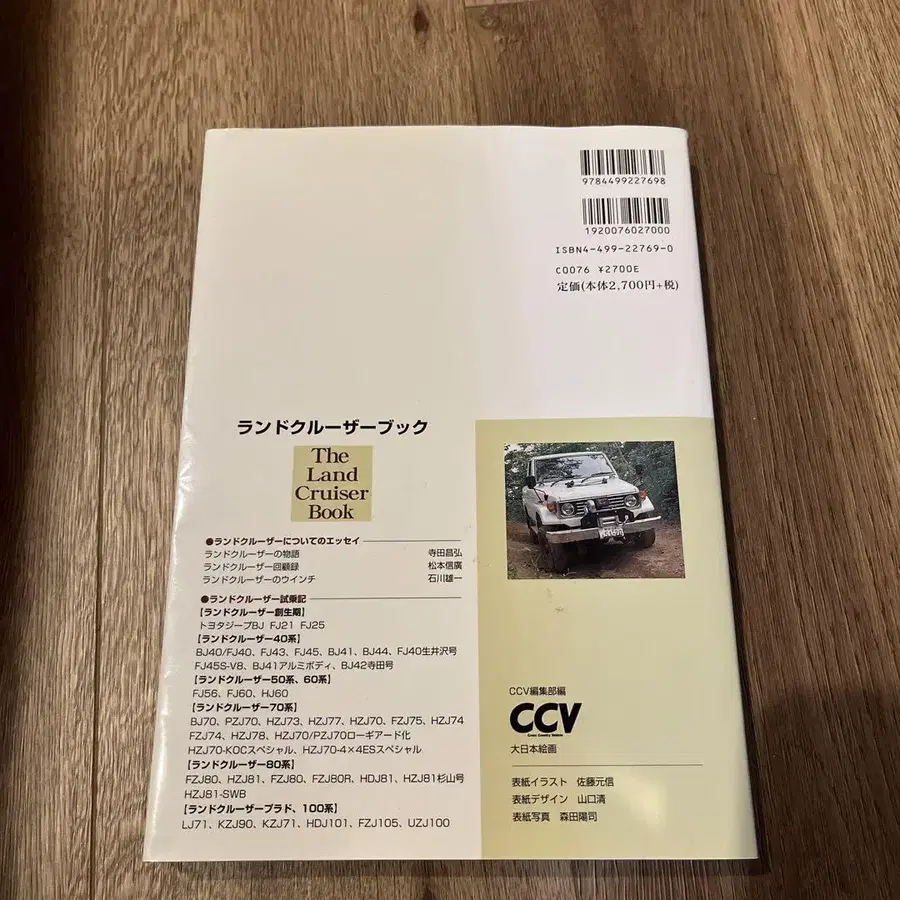 9784499227698
1920076027000
ISBN4-499-22769-0
C0076 ¥2700E
定価(本体2,700円+税)
ランドクルーザーブック
The
Land
Cruiser
Book
●ランドクルーザーについてのエッセイ
ランドクルーザーの物語 寺田昌弘
ランドクルーザー回顧録 松本信廣
ランドクルーザーのウインチ 石川雄一
●ランドクルーザー試乗記
【ランドクルーザー創生期】
トヨタジープBJ FJ21 FJ25
【ランドクルーザー40系】
BJ40/FJ40、FJ43、FJ45、BJ41、BJ44、FJ40生井沢号
FJ45S-V8、BJ41アルミボディ、BJ42寺田号
【ランドクルーザー50系、60系】
FJ56、FJ60、HJ60
【ランドクルーザー70系】
BJ70、PZJ70、HZJ73、HZJ77、HZJ70、FZJ75、HZJ74
FZJ74、HZJ78、HZJ70/PZJ70ローギアード化
HZJ70-KOCスペシャル、HZJ70-4×4ESスペシャル
【ランドクルーザー80系】
FZJ80、HZJ81、FZJ80、FZJ80R、HDJ81、HZJ81杉山号
HZJ81-SWB
【ランドクルーザープラド、100系】
LJ71、KZJ90、KZJ71、HDJ101、FZJ105、UZJ100
CCV編集部編
CCV
Cross Country Vehicle
大日本絵画
表紙イラスト 佐藤元信
表紙デザイン 山口清
表紙写真 森田陽司